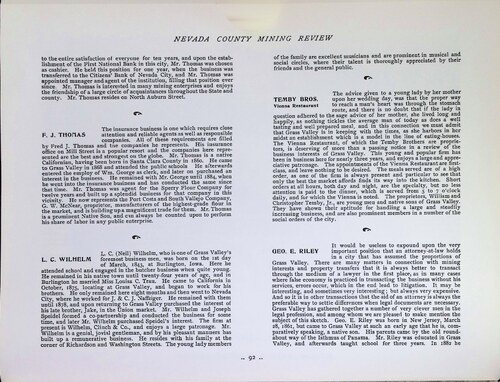 NEVADA COUNTY MINING REVIEW
to the entire satisfaction of everyone for ten years, and upon the estab-
lishment of the First National Bank in this city, Mr. Thomas was chosen
as cashier. He held this position for one year, when the business was
transferred to the Citizens' Bank of Nevada City, and Mr. Thomas was
appointed manager and agent of the institution, filling that position ever
since. Mr. Thomas is interested in many mining enterprises and enjoys
the friendship of a large circle of appointments throughout the State and
county. Mr. Thomas resides on North Auburn Street.
F. J. THOMAS
The insurance business is one which requires close
attention and reliable agents as well as responsible
companies. All of these requirements are filled
by Fred J. Thomas and the companies he represents. His insurance
office on Mill Street is a popular resort and the companies here repre-
sented are the best and strongest on the globe. Mr. Thomas is a native
Californian, having been born in Santa Clara County in 1860. He came
to Grass Valley in 1868 and attended the public schools, after which he
entered the employ of Wm. George as clerk, and later on purchased an
interest in the business. He remained with Mr. George until 1884, when
he went into the insurance business and has conducted the same since
that time. Mr. Thomas was agent for the Sperry Flour Company for
twelve years and built up a splendid business for that company in this
vicinity. He now represents the Port Costa and South Vallejo Company,
G. W. McNear, proprietor, manufacturers of the highest-grade flour in
the market, and is building up a magnificent trade for them. Mr. Thomas
is a prominent Native Son, and can always be counted upon to perform
his share of labor in any public enterprise.
L. C. WILHELM
L. C. (Nels) Wilhelm, who is one of Grass Valley's
foremost business men, was born on the 1st day
of March, 1843, at Burlington, Iowa. Here he
attended school and engaged in the butcher business when quite young.
He remained in his native town until twenty-four years of age, and in
Burlington he married Miss Louisa C. Tex. He came to California in
October, 1875, locating at Grass Valley, and began to work for his
brothers. He only remained here eight months and then went to Nevada
City, where he worked for J. & C. J. Naffziger. He remained with them
until 1878, and upon returning to Grass Valley purchased the interest of
his late brother, Jake, in the Union market. Mr. Wilhelm and Joseph
Speidel formed a co-partnership and conducted the business for some
time, and later Mr. Wilhelm purchased Speidel's interest. The firm at
present is Wilhelm, Clinch & Co., and enjoys a large patronage. Mr.
Wilhelm is a genial, jovial gentleman, and by his pleasant manners has
built up a remunerative business. He resides with his family at the
corner of Richardson and Washington Streets. The young lady members
of the family are excellent musicians and are prominent in musical and
social circles, where their talent is thoroughly appreciated by their
friends and the general public.
TEMBY BROS.
Vienna Restaurant
The advice given to a young lady by her mother
upon her wedding day, was that the proper way
to reach a man's heart was through the stomach
route, and there is no doubt that if the lady in
question adhered to the sage advice of her mother, she lived long and
happily, as nothing tickles the average man of today as does a well
tasting and well prepared meal, and in this connection we must admit
that Grass Valley is in keeping with the times, as she harbors in her
midst an establishment which is a model in the line of eating-houses.
The Vienna Restaurant, of which the Temby Brothers are proprie-
tors, is deserving of more than a passing notice in a review of the
business interests of Grass Valley. This young and popular firm has
been in business here for nearly three years, and enjoys a large and appre-
ciative patronage. The appointments of the Vienna Restaurant are first-
class, and leave nothing to be desired. The meals served are of a high
order, as one of the firm is always present and particular to see that
only the best the market affords finds its way into the kitchen. Short
orders at all hours, both day and night, are the specialty, but no less
attention is paid to the dinner, which is served from 5 to 7 o'clock
daily, and for which the Vienna is noted. The proprietors, William and
Christopher Temby, Jr., are young men and native sons of Grass Valley.
They have shown their aptitude for handling a large and steadily
increasing business, and are also prominent members in a number of the
social orders of the city.
GEO. E. RILEY
It would be useless to expound upon the very
important position that an attorney-at-law holds
in a city that has assumed the proportions of
Grass Valley. There are many matters in connection with mining
interests and property transfers that it is always better to transact
through the medium of a lawyer in the first place, as in many cases
where false economy is practiced in transacting the business without his
services, errors occur, which in the end lead to litigation. It may be
interesting, and sometimes very interesting; but always very expensive.
And so it is in other transactions that the aid of an attorney is always the
preferable way to settle differences when legal documents are necessary.
Grass Valley has gathered together a number of very clever men in the
legal profession, and among whom we are pleased to make mention the
subject of this sketch. Geo. E. Riley was born in New Jersey, March
28, 1861, but came to Grass Valley at such an early age that he is, com-
paratively speaking, a native son. His parents came by the old round-
about way of the Isthmus of Panama. Mr. Riley was educated in Grass
Valley, and afterwards taught school for three years. In 1882 he
-- 92 --